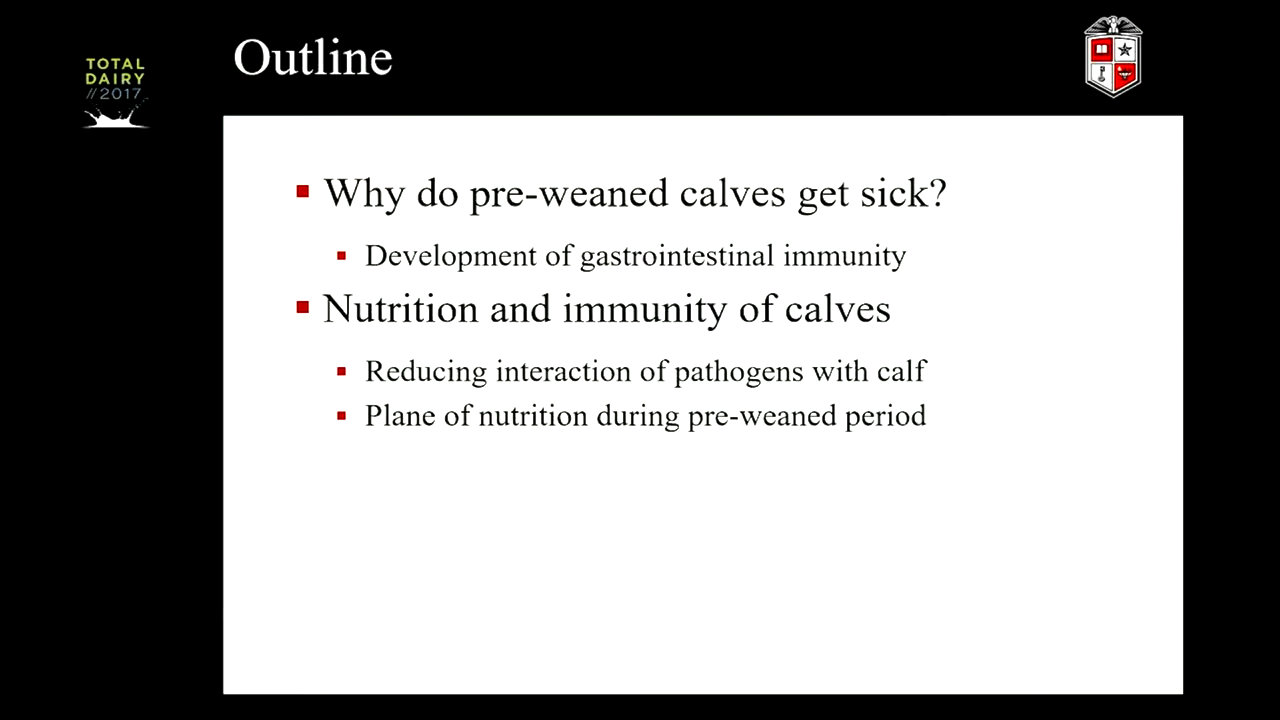 Outline
TOTAL
DAIRY
//2017
Why do pre-weaned calves get sick?
Development of gastrointestinal immunity
Nutrition and immunity of calves
Reducing interaction of pathogens with calf
Plane of nutrition during pre-weaned period